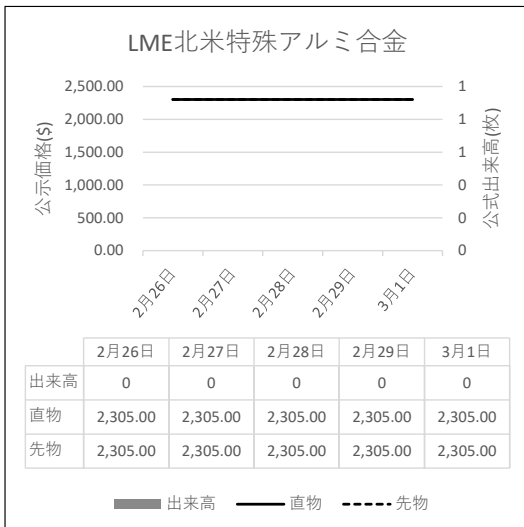 LME北米特殊アルミ合金
公示価格($)
2,500.00
2,000.00
1,500.00
1,000.00
500.00
0.00
1
1
1
0
0
0
公式出来高(枚)
2月26日 2月27日 2月28日 2月29日 3月1日
2月26日 2月27日 2月28日 2月29日 3月1日
出来高 0 0 0 0 0
直物 2,305.00 2,305.00 2,305.00 2,305.00 2,305.00
先物 2,305.00 2,305.00 2,305.00 2,305.00 2,305.00
出来高 直物 先物